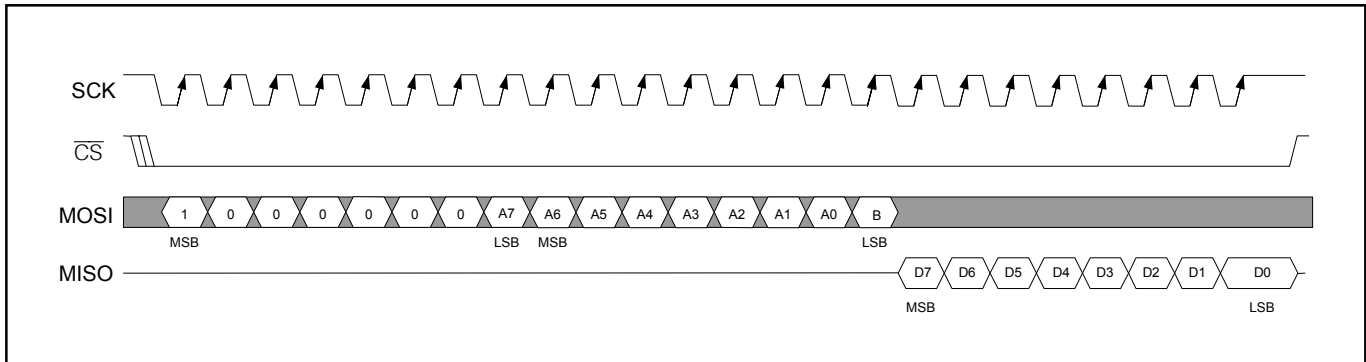 SCK
CS
MOSI 1 0 0 0 0 0 0 A7 A6 A5 A4 A3 A2 A1 A0 B
MSB LSB MSB LSB
MISO D7 D6 D5 D4 D3 D2 D1 D0
MSB LSB